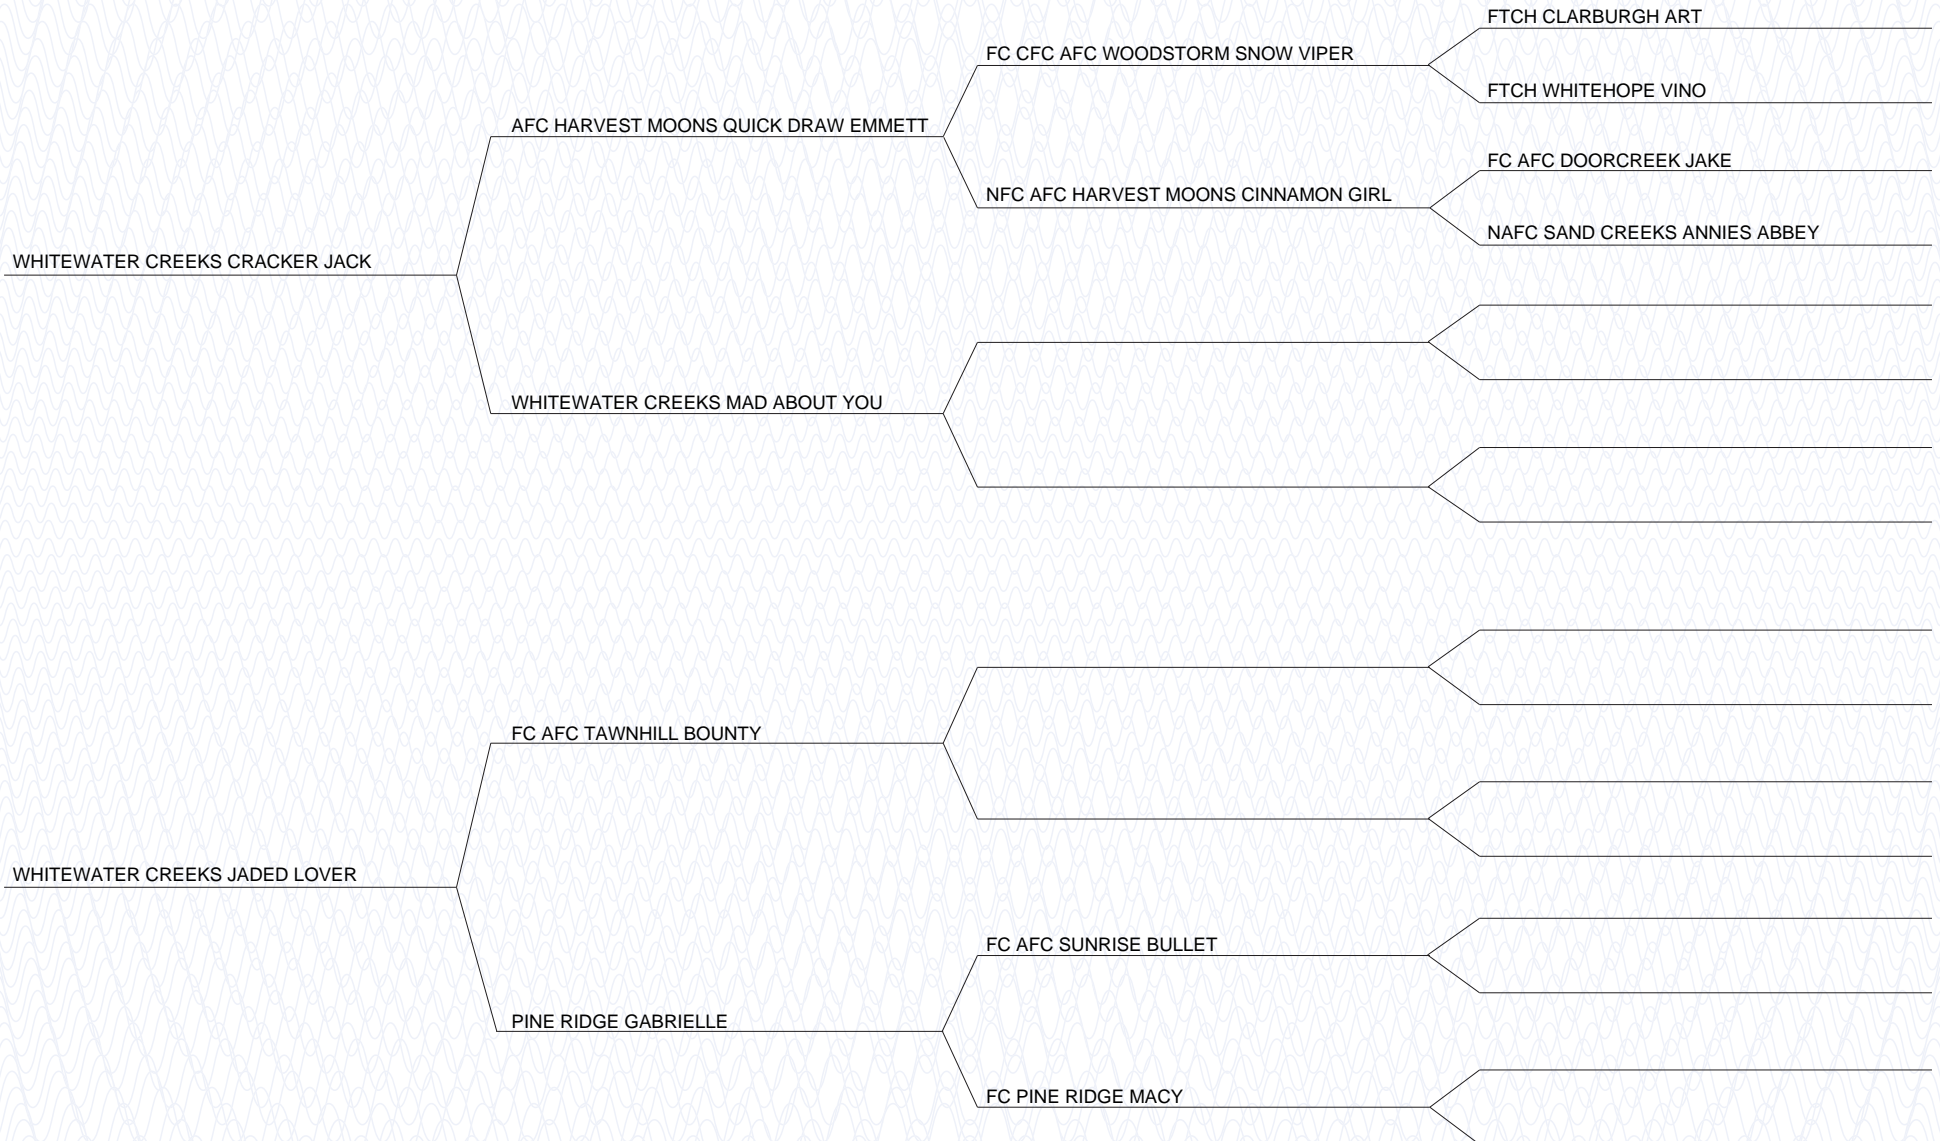 FTCH CLARBURGH ART
FC CFC AFC WOODSTORM SNOW VIPER
FTCH WHITEHOPE VINO
AFC HARVEST MOONS QUICK DRAW EMMETT
FC AFC DOORCREEK JAKE
NFC AFC HARVEST MOONS CINNAMON GIRL
NAFC SAND CREEKS ANNIES ABBEY
WHITEWATER CREEKS CRACKER JACK
WHITEWATER CREEKS MAD ABOUT YOU
FC AFC TAWNHILL BOUNTY
WHITEWATER CREEKS JADED LOVER
FC AFC SUNRISE BULLET
PINE RIDGE GABRIELLE
FC PINE RIDGE MACY